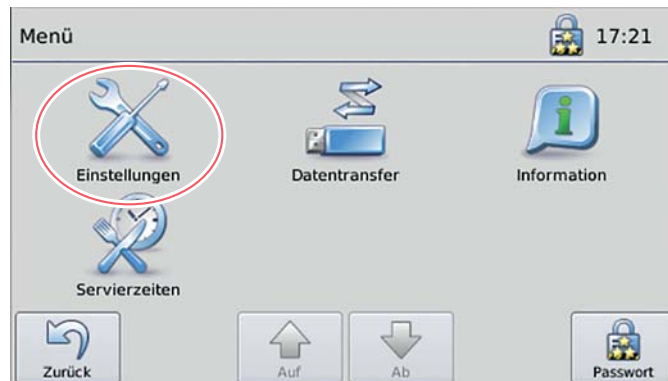 Menü 17:21
Einstellungen Datentransfer Information
Servierzeiten
Zurück Auf Ab Passwort